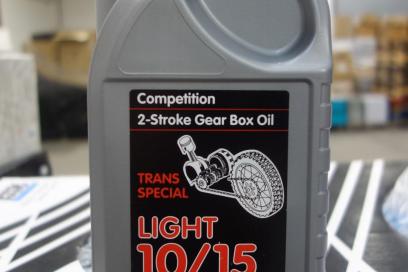 Competition
2-Stroke Gear Box Oil
TRANS
SPECIAL
LIGHT
10/15